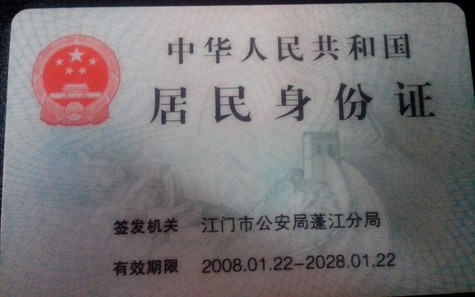 中华人民共和国
居民身份证
签发机关 江门市公安局蓬江分局
有效期限 2008.01.22-2028.01.22